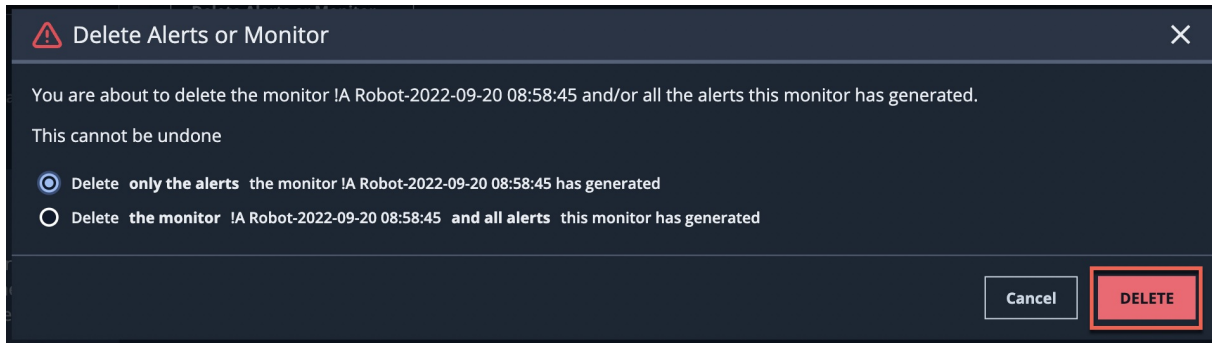 Delete Alerts or Monitor
You are about to delete the monitor !A Robot-2022-09-20 08:58:45 and/or all the alerts this monitor has generated.
This cannot be undone
Delete only the alerts the monitor !A Robot-2022-09-20 08:58:45 has generated
Delete the monitor !A Robot-2022-09-20 08:58:45 and all alerts this monitor has generated
Cancel
DELETE